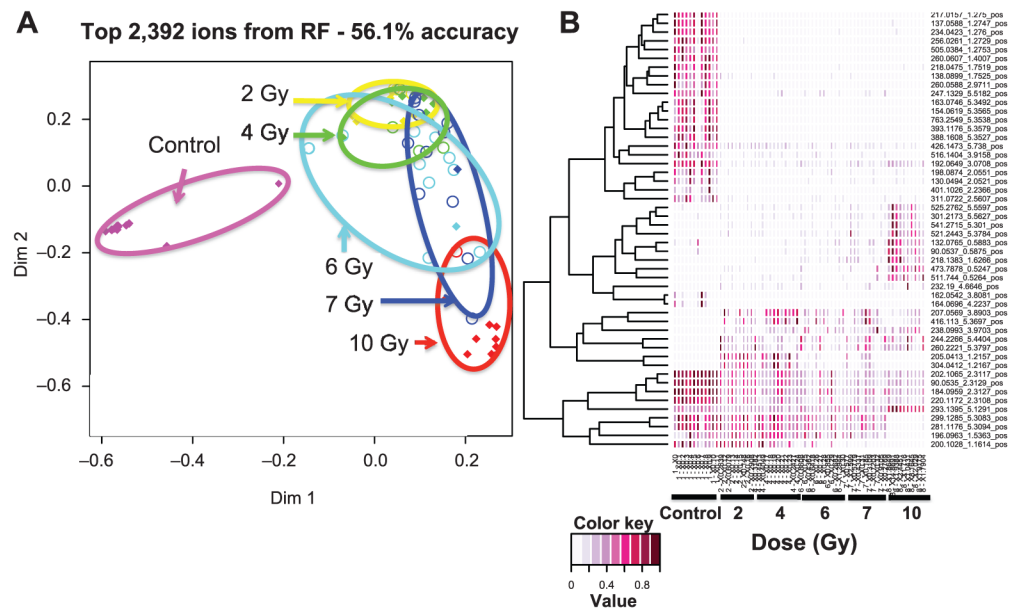 A
Top 2,392 ions from RF - 56.1% accuracy
2 Gy
4 Gy
Control
6 Gy
7 Gy
10 Gy
Dim 2
0.2
0.0
–0.2
–0.4
–0.6
–0.6
–0.4
–0.2
0.0
0.2
Dim 1
B
217.0157_1.275_pos
137.0588_1.2747_pos
234.0423_1.276_pos
256.0261_1.2729_pos
505.0384_1.2753_pos
260.0607_1.4007_pos
218.0475_1.7519_pos
138.0899_1.7525_pos
260.0588_2.9711_pos
247.1329_5.5182_pos
163.0746_5.3492_pos
154.0619_5.3565_pos
763.2549_5.3538_pos
393.1176_5.3579_pos
388.1608_5.3527_pos
426.1473_5.738_pos
516.1404_3.9158_pos
192.0649_3.0708_pos
198.0874_2.0551_pos
130.0494_2.0521_pos
401.1026_2.2366_pos
311.0722_2.5607_pos
525.2762_5.5597_pos
301.2173_5.5627_pos
541.2715_5.301_pos
521.2443_5.3784_pos
132.0765_0.5883_pos
90.0537_0.5875_pos
218.1383_1.6266_pos
473.7878_0.5247_pos
511.744_0.5264_pos
232.19_4.6646_pos
162.0542_3.8081_pos
164.0696_4.2237_pos
207.0569_3.8903_pos
416.113_5.3697_pos
238.0993_3.9703_pos
244.2266_5.4404_pos
260.2221_5.3797_pos
205.0413_1.2157_pos
304.0412_1.2167_pos
202.1065_2.3117_pos
90.0535_2.3129_pos
184.0959_2.3127_pos
220.1172_2.3108_pos
293.1395_5.1291_pos
299.1285_5.3083_pos
281.1176_5.3094_pos
196.0963_1.5363_pos
200.1028_1.1614_pos
Control 2 4 6 7 10
Dose (Gy)
Color key
0 0.4 0.8
Value